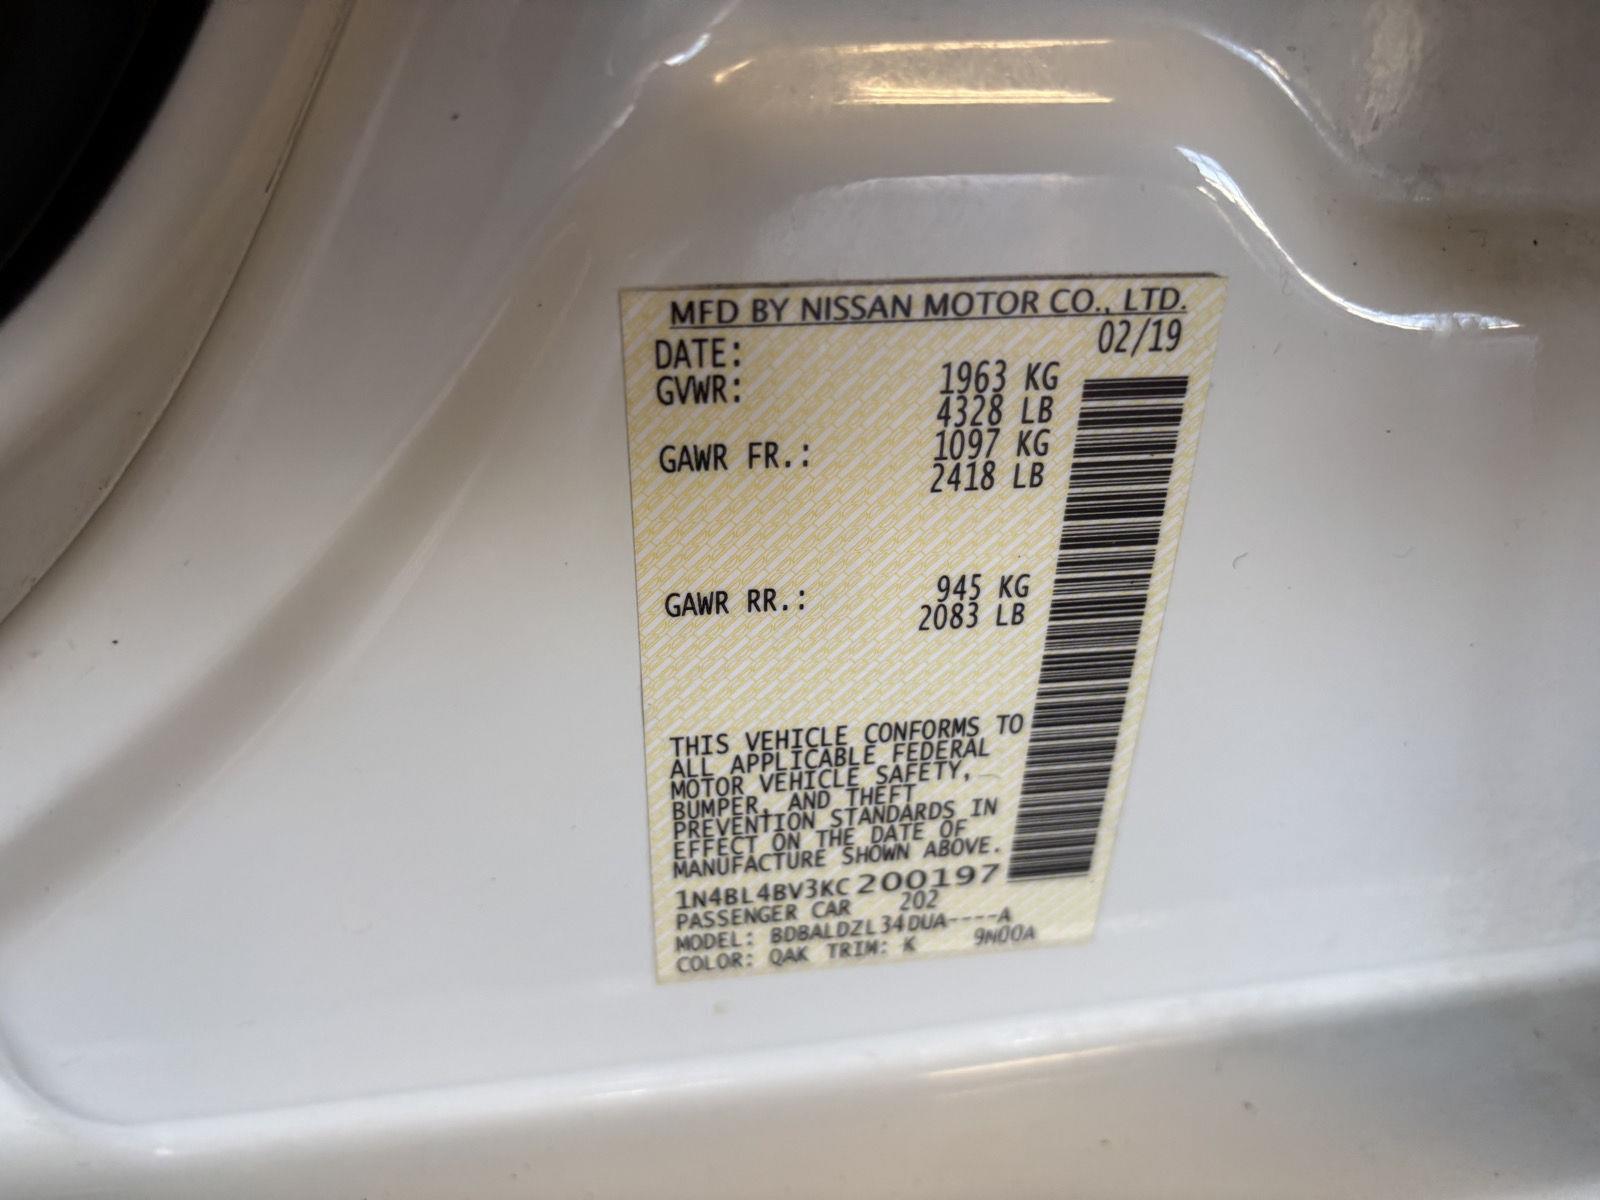 MFD BY NISSAN MOTOR CO., LTD.
DATE: 02/19
GVWR: 1963 KG
4328 LB
GAWR FR.: 1097 KG
2418 LB
GAWR RR.: 945 KG
2083 LB
THIS VEHICLE CONFORMS TO
ALL APPLICABLE FEDERAL
MOTOR VEHICLE SAFETY,
BUMPER, AND THEFT
PREVENTION STANDARDS IN
EFFECT ON THE DATE OF
MANUFACTURE SHOWN ABOVE.
1N4BL4BV3KC200197
PASSENGER CAR 202
MODEL: BDBALDZL34DUA----A
COLOR: QAK TRIM: K 9N00A